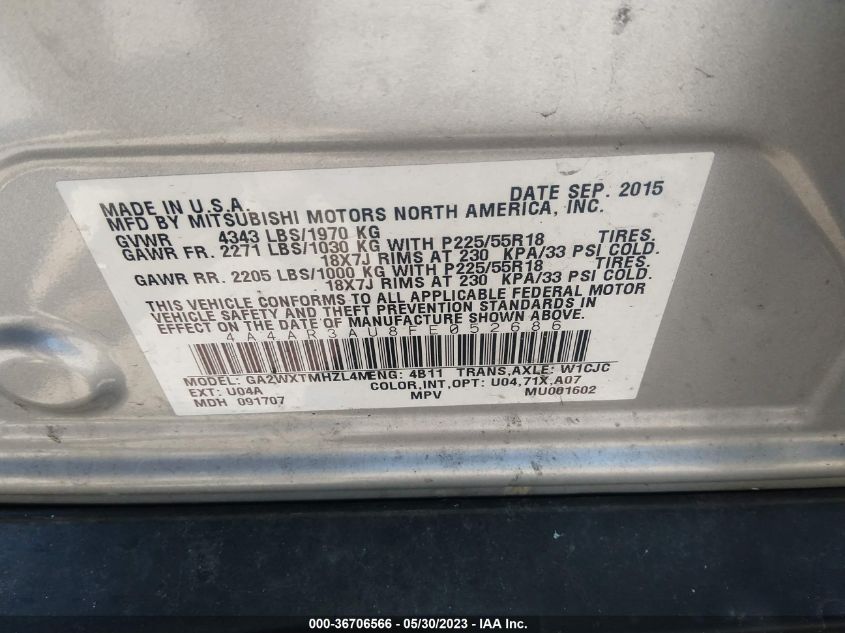 MADE IN U.S.A. DATE SEP. 2015
MFD BY MITSUBISHI MOTORS NORTH AMERICA, INC.
GVWR 4343 LBS/1970 KG
GAWR FR. 2271 LBS/1030 KG WITH P225/55R18 TIRES.
18X7J RIMS AT 230 KPA/33 PSI COLD.
GAWR RR. 2205 LBS/1000 KG WITH P225/55R18 TIRES.
18X7J RIMS AT 230 KPA/33 PSI COLD.
THIS VEHICLE CONFORMS TO ALL APPLICABLE FEDERAL MOTOR
VEHICLE SAFETY AND THEFT PREVENTION STANDARDS IN
EFFECT ON THE DATE OF MANUFACTURE SHOWN ABOVE.
4A4AR3AU8FE052686
MODEL: GA2WXTMHZL4M ENG: 4B11 TRANS,AXLE: W1CJC
EXT: U04A COLOR,INT,OPT: U04,71X,A07
MDH 091707 MPV MU081602
000-36706566 — 05/30/2023 — IAA Inc.